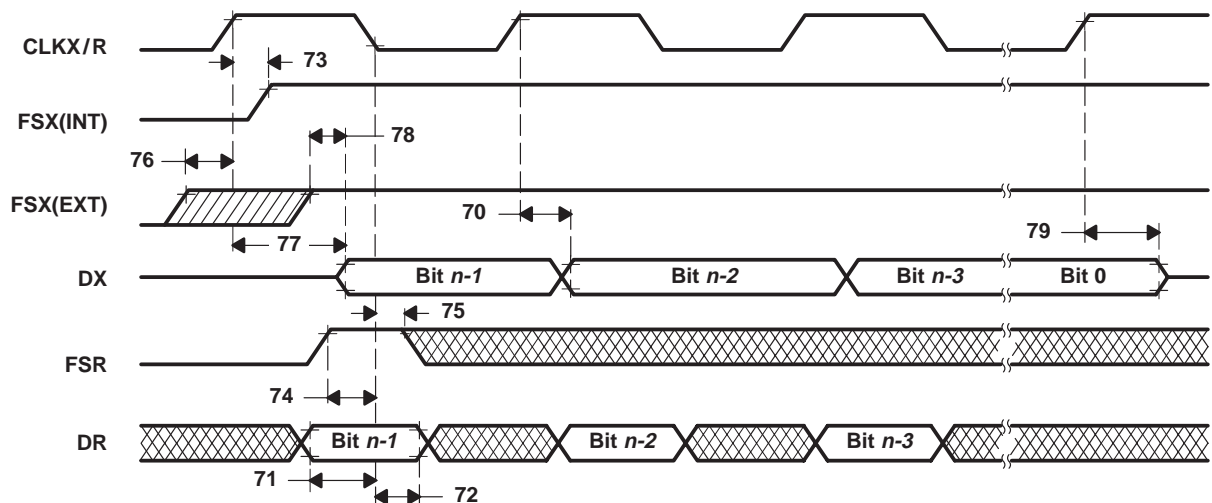 CLKX/R
73
FSX(INT)
78
76
FSX(EXT)
70
77
79
DX
Bit n-1
Bit n-2
Bit n-3
Bit 0
75
FSR
74
DR
Bit n-1
Bit n-2
Bit n-3
71
72